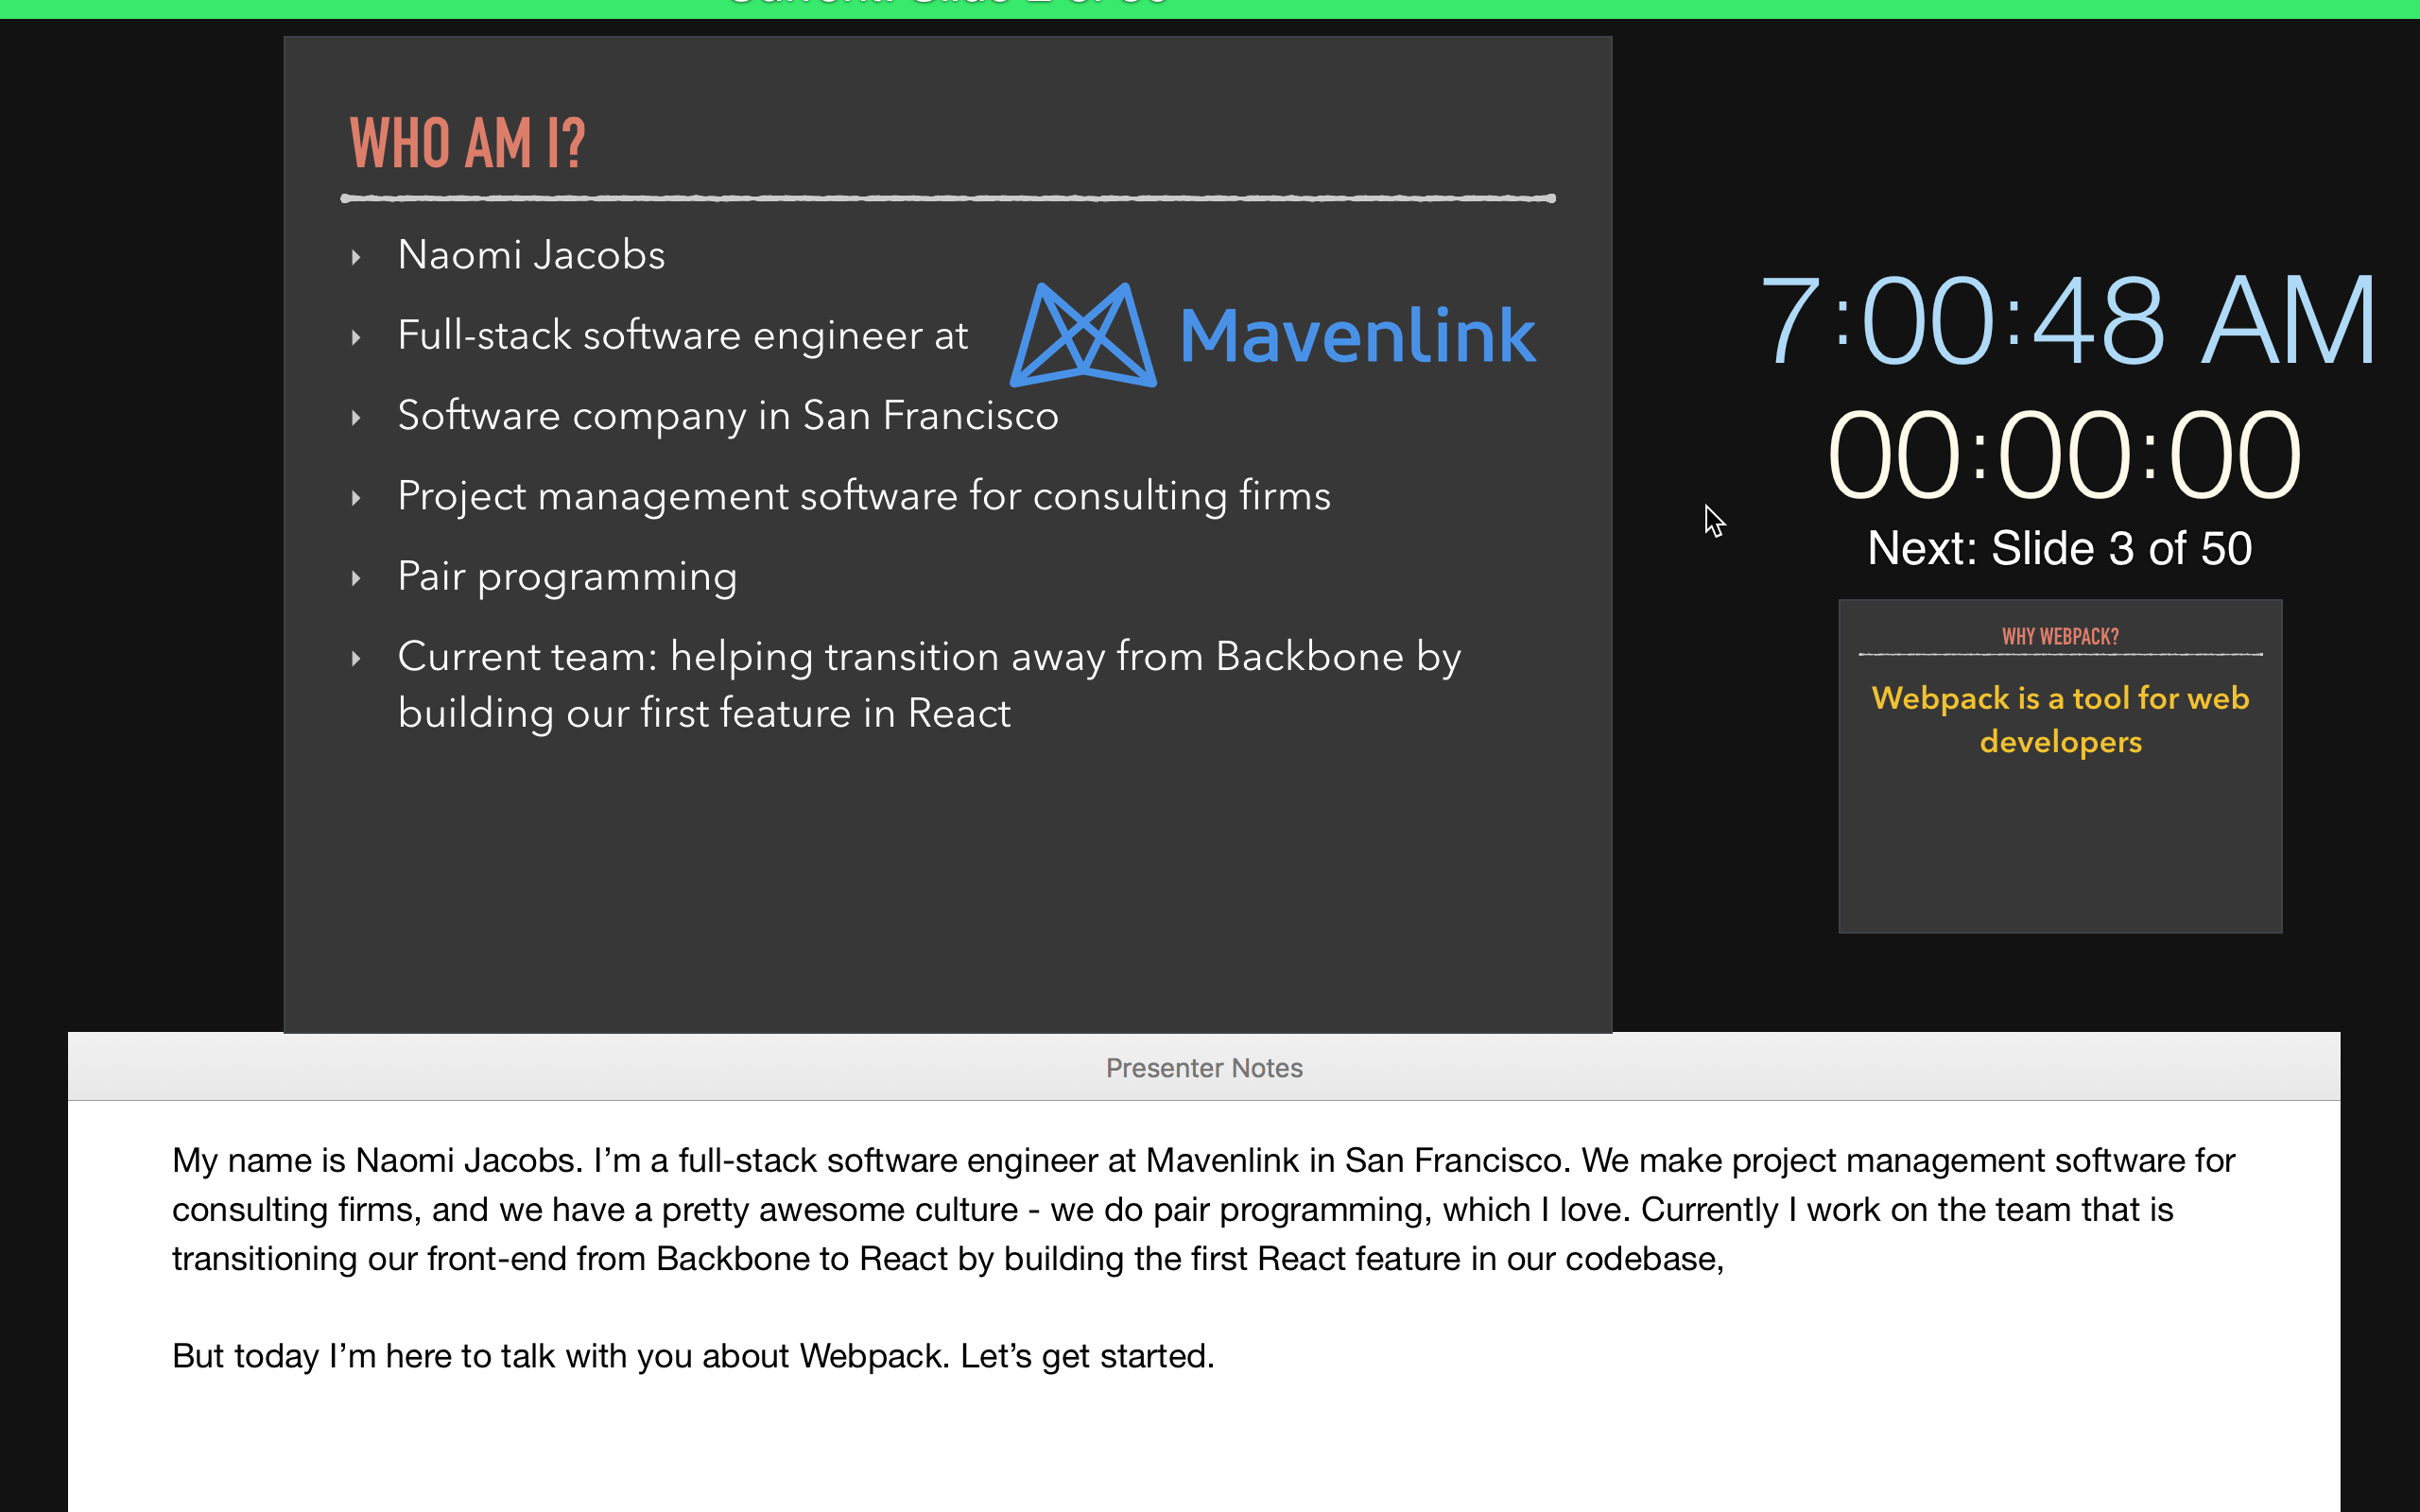 Current: Slide 2 of 50
WHO AM I?
Naomi Jacobs
Full-stack software engineer at
Mavenlink
Software company in San Francisco
Project management software for consulting firms
Pair programming
Current team: helping transition away from Backbone by
building our first feature in React
7:00:48 AM
00:00:00
Next: Slide 3 of 50
WHY WEBPACK?
Webpack is a tool for web
developers
Presenter Notes
My name is Naomi Jacobs. I’m a full-stack software engineer at Mavenlink in San Francisco. We make project management software for
consulting firms, and we have a pretty awesome culture - we do pair programming, which I love. Currently I work on the team that is
transitioning our front-end from Backbone to React by building the first React feature in our codebase,
But today I’m here to talk with you about Webpack. Let’s get started.